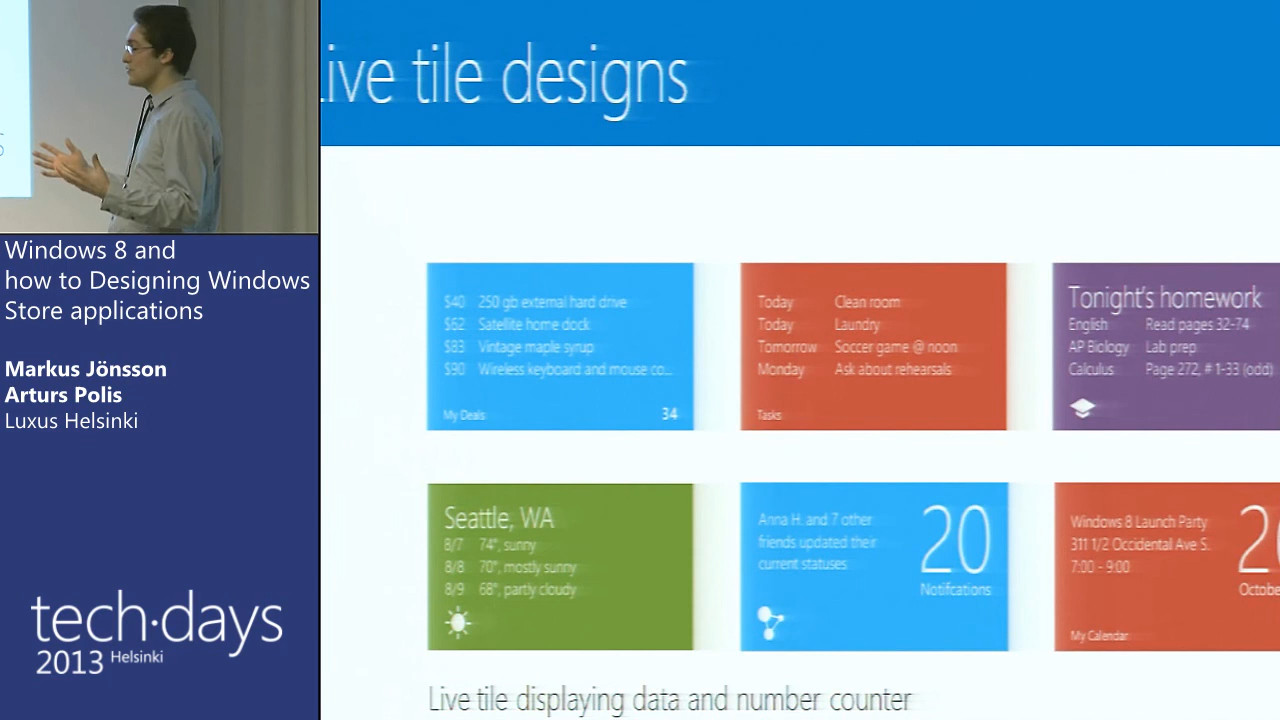 Live tile designs
$40 250 gb external hard drive
$62 Satellite home dock
$83 Vintage maple syrup
$90 Wireless keyboard and mouse co...
My Deals 34
Today Clean room
Today Laundry
Tomorrow Soccer game @ noon
Monday Ask about rehearsals
Tasks
Tonight's homework
English Read pages 32-74
AP Biology Lab prep
Calculus Page 272, # 1-33 (odd)
Seattle, WA
8/7 74°, sunny
8/8 70°, mostly sunny
8/9 68°, partly cloudy
Anna H. and 7 other
friends updated their
current statuses
20
Notifcations
Windows 8 Launch Party
311 1/2 Occidental Ave S.
7:00 - 9:00
2
Octobe
My Calendar
Live tile displaying data and number counter
Windows 8 and
how to Designing Windows
Store applications
Markus Jönsson
Arturs Polis
Luxus Helsinki
tech·days
2013 Helsinki